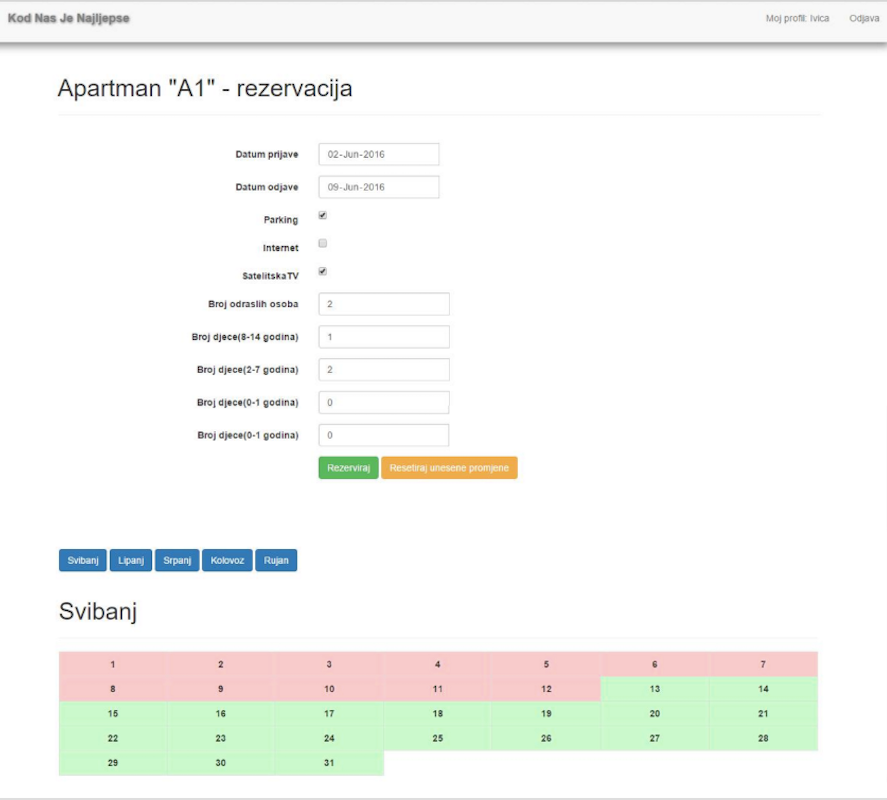 Kod Nas Je Najljepse Moj profil: Ivica Odjava
Apartman "A1" - rezervacija
Datum prijave 02-Jun-2016
Datum odjave 09-Jun-2016
Parking
Internet
SatelitskaTV
Broj odraslih osoba 2
Broj djece(8-14 godina) 1
Broj djece(2-7 godina) 2
Broj djece(0-1 godina) 0
Broj djece(0-1 godina) 0
Rezerviraj Resetiraj unesene promjene
Svibanj Lipanj Srpanj Kolovoz Rujan
Svibanj
1 2 3 4 5 6 7
8 9 10 11 12 13 14
15 16 17 18 19 20 21
22 23 24 25 26 27 28
29 30 31